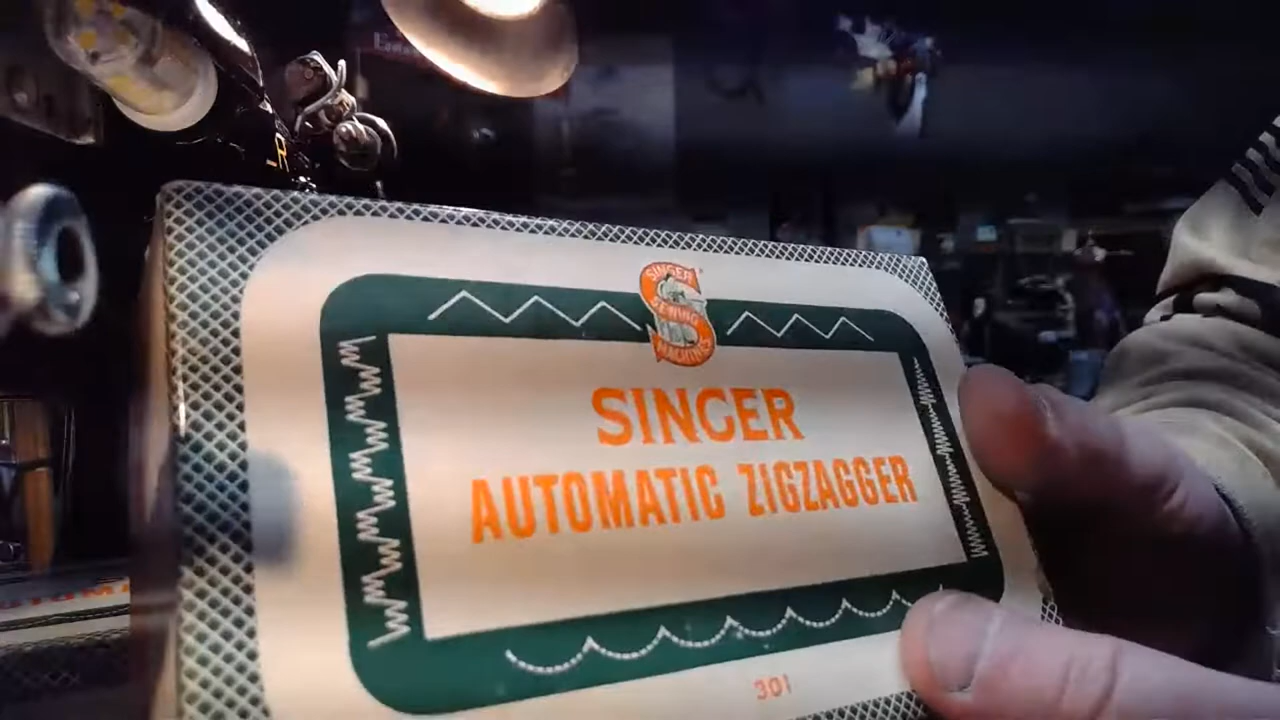 SINGER
SEWING
MACHINES
SINGER
AUTOMATIC ZIGZAGGER
301